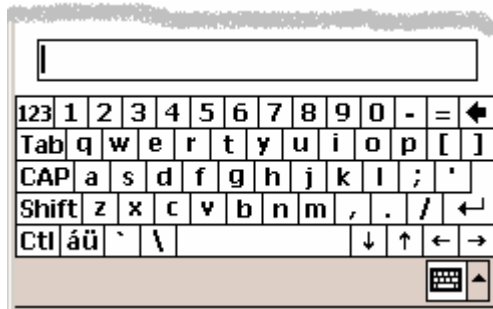 123 1 2 3 4 5 6 7 8 9 0 - = 🡸
Tab q w e r t y u i o p [ ]
CAP a s d f g h j k l ; '
Shift z x c v b n m , . / ↵
Ctl áü ` \ ↓ ↑ ← →